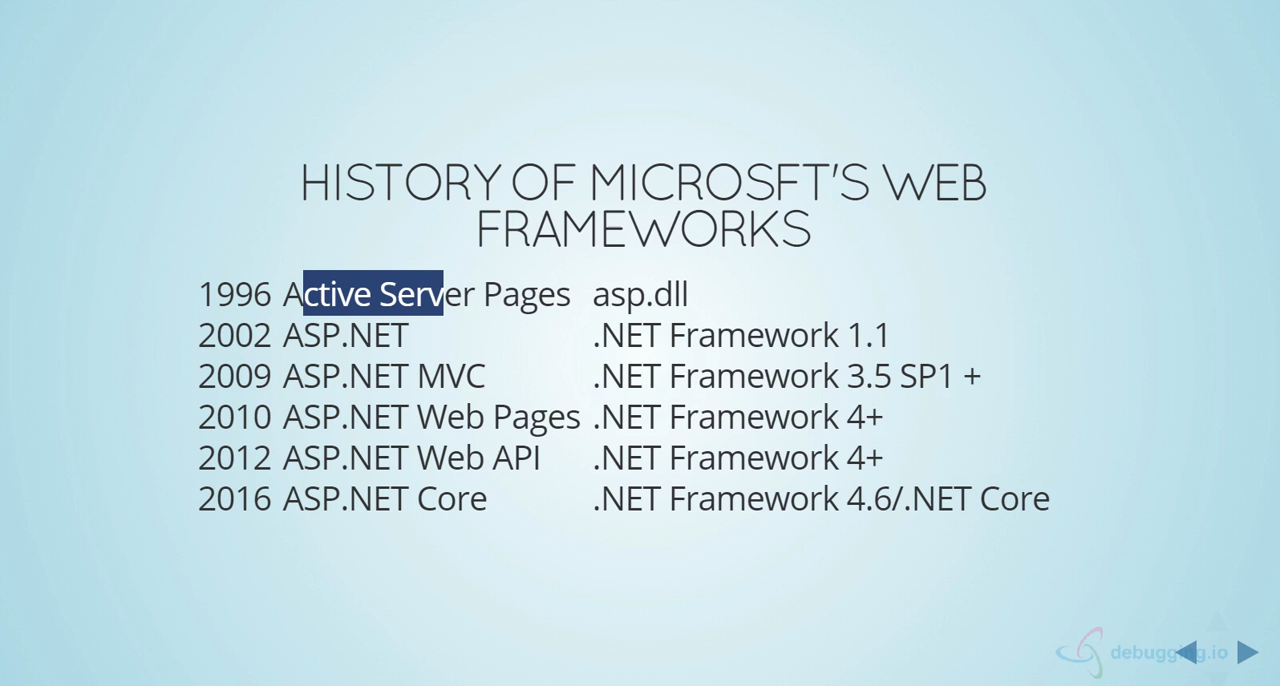 HISTORY OF MICROSFT'S WEB
FRAMEWORKS
1996 Active Server Pages asp.dll
2002 ASP.NET .NET Framework 1.1
2009 ASP.NET MVC .NET Framework 3.5 SP1 +
2010 ASP.NET Web Pages .NET Framework 4+
2012 ASP.NET Web API .NET Framework 4+
2016 ASP.NET Core .NET Framework 4.6/.NET Core
debugging.io